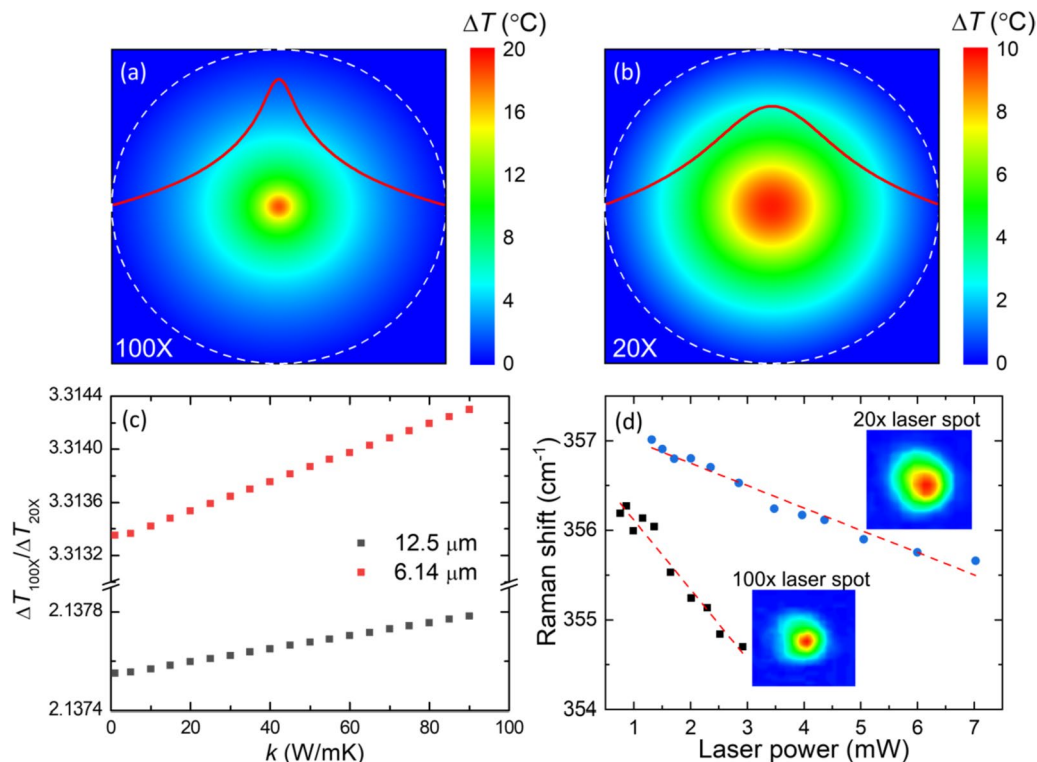 ΔT (°C)
ΔT (°C)
(a)
100X
20
16
12
8
4
0
(b)
20X
10
8
6
4
2
0
(c)
ΔT100X/ΔT20X
3.3144
3.3140
3.3136
3.3132
2.1378
2.1374
12.5 μm
6.14 μm
0 20 40 60 80 100
k (W/mK)
(d)
Raman shift (cm-1)
357
356
355
354
20x laser spot
100x laser spot
1 2 3 4 5 6 7
Laser power (mW)